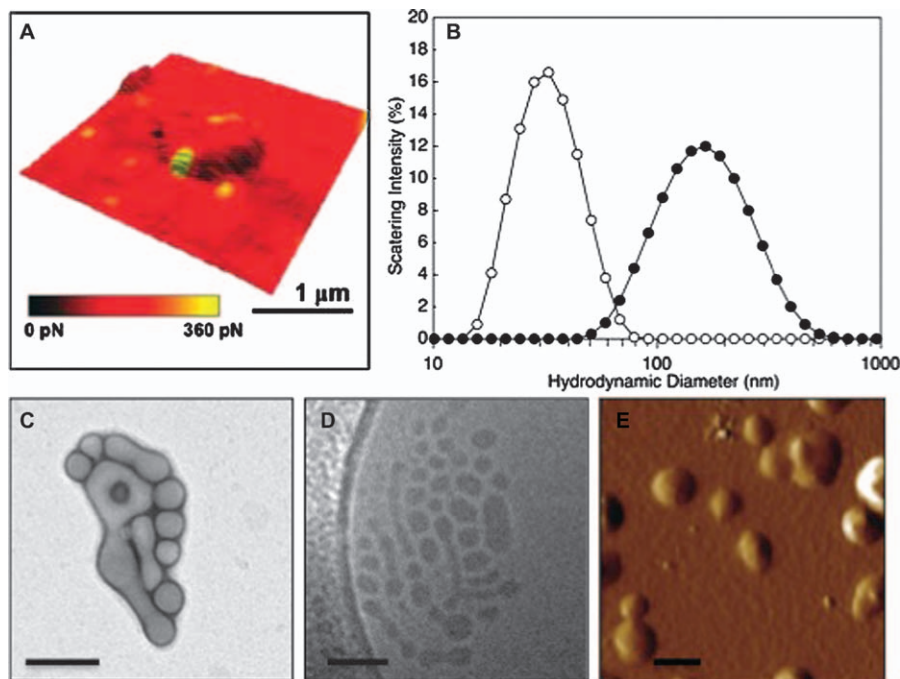 A
1 μm
0 pN
360 pN
B
Scatering Intensity (%)
20
18
16
14
12
10
8
6
4
2
0
10
100
1000
Hydrodynamic Diameter (nm)
C
D
E